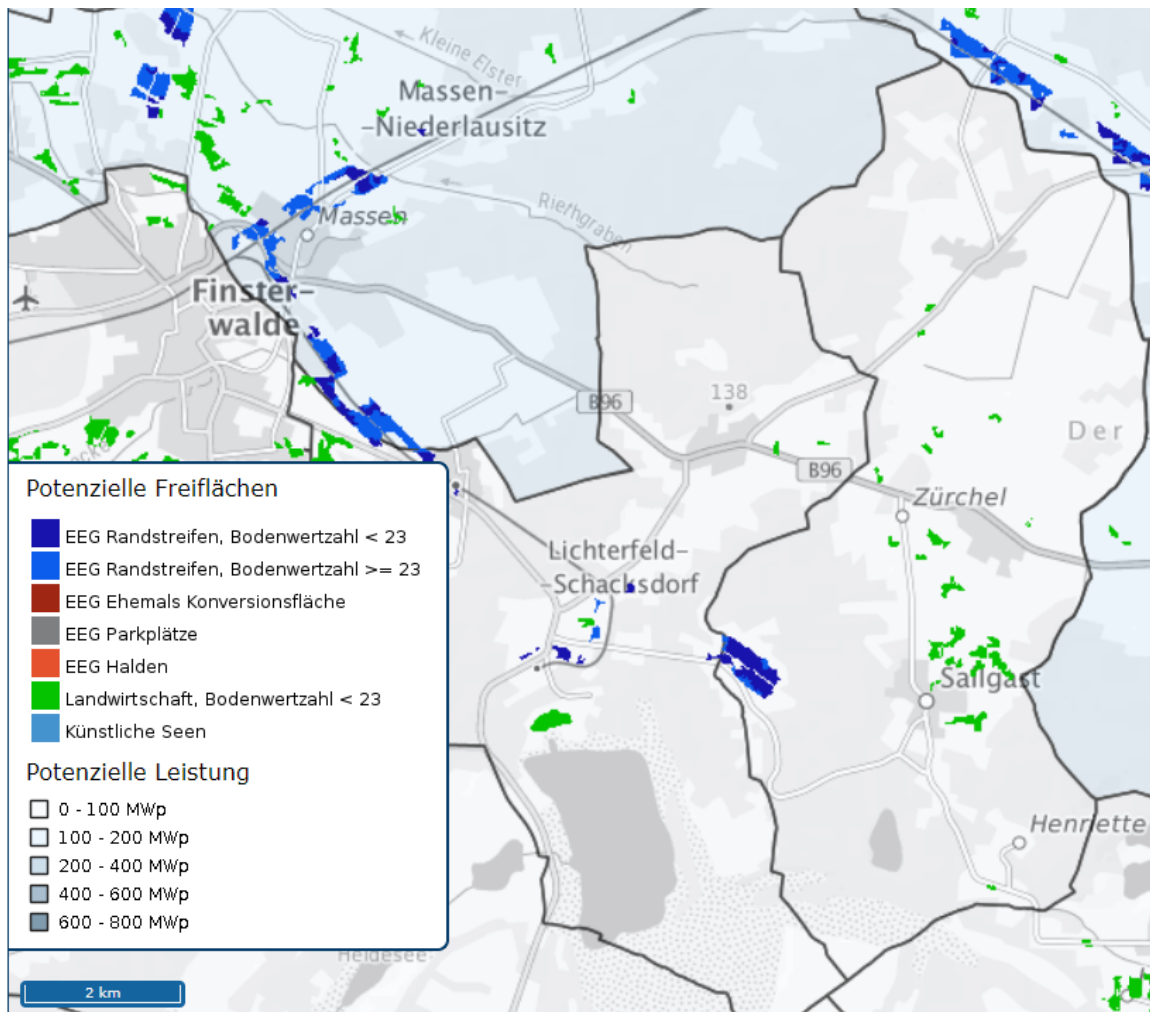 Kleine Elster
Massen-
-Niederlausitz
Riethgraben
Massen
Finster-
walde
138
B96
Der
B96
Zürchel
Lichterfeld-
-Schacksdorf
Sallgast
Henriette
Heidesee
Potenzielle Freiflächen
EEG Randstreifen, Bodenwertzahl < 23
EEG Randstreifen, Bodenwertzahl >= 23
EEG Ehemals Konversionsfläche
EEG Parkplätze
EEG Halden
Landwirtschaft, Bodenwertzahl < 23
Künstliche Seen
Potenzielle Leistung
0 - 100 MWp
100 - 200 MWp
200 - 400 MWp
400 - 600 MWp
600 - 800 MWp
2 km